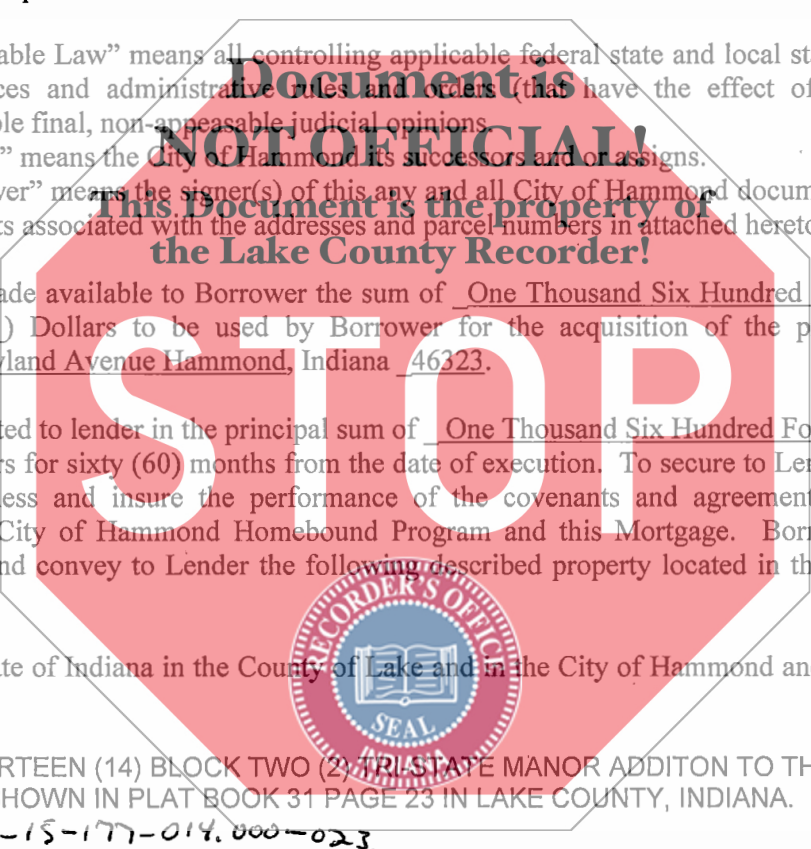 able Law” means all controlling applicable federal state and local st
ces and administrative rules and orders (that have the effect of
le final, non-appeasable judicial opinions.
” means the City of Hammond its successors and or assigns.
ver” means the signer(s) of this any and all City of Hammond docum
ts associated with the addresses and parcel numbers in attached hereto
Document is
NOT OFFICIAL!
This Document is the property of
the Lake County Recorder!
ade available to Borrower the sum of _One Thousand Six Hundred
_) Dollars to be used by Borrower for the acquisition of the p
yland Avenue Hammond, Indiana _46323.
STOP
ted to lender in the principal sum of _One Thousand Six Hundred Fo
rs for sixty (60) months from the date of execution. To secure to Len
ess and insure the performance of the covenants and agreemen
City of Hammond Homebound Program and this Mortgage. Borr
nd convey to Lender the following described property located in th
RECORDER'S OFFICE
SEAL
INDIANA
te of Indiana in the County of Lake and in the City of Hammond an
RTEEN (14) BLOCK TWO (2) TRI-STATE MANOR ADDITON TO TH
HOWN IN PLAT BOOK 31 PAGE 23 IN LAKE COUNTY, INDIANA.
-15-177-014.000-023